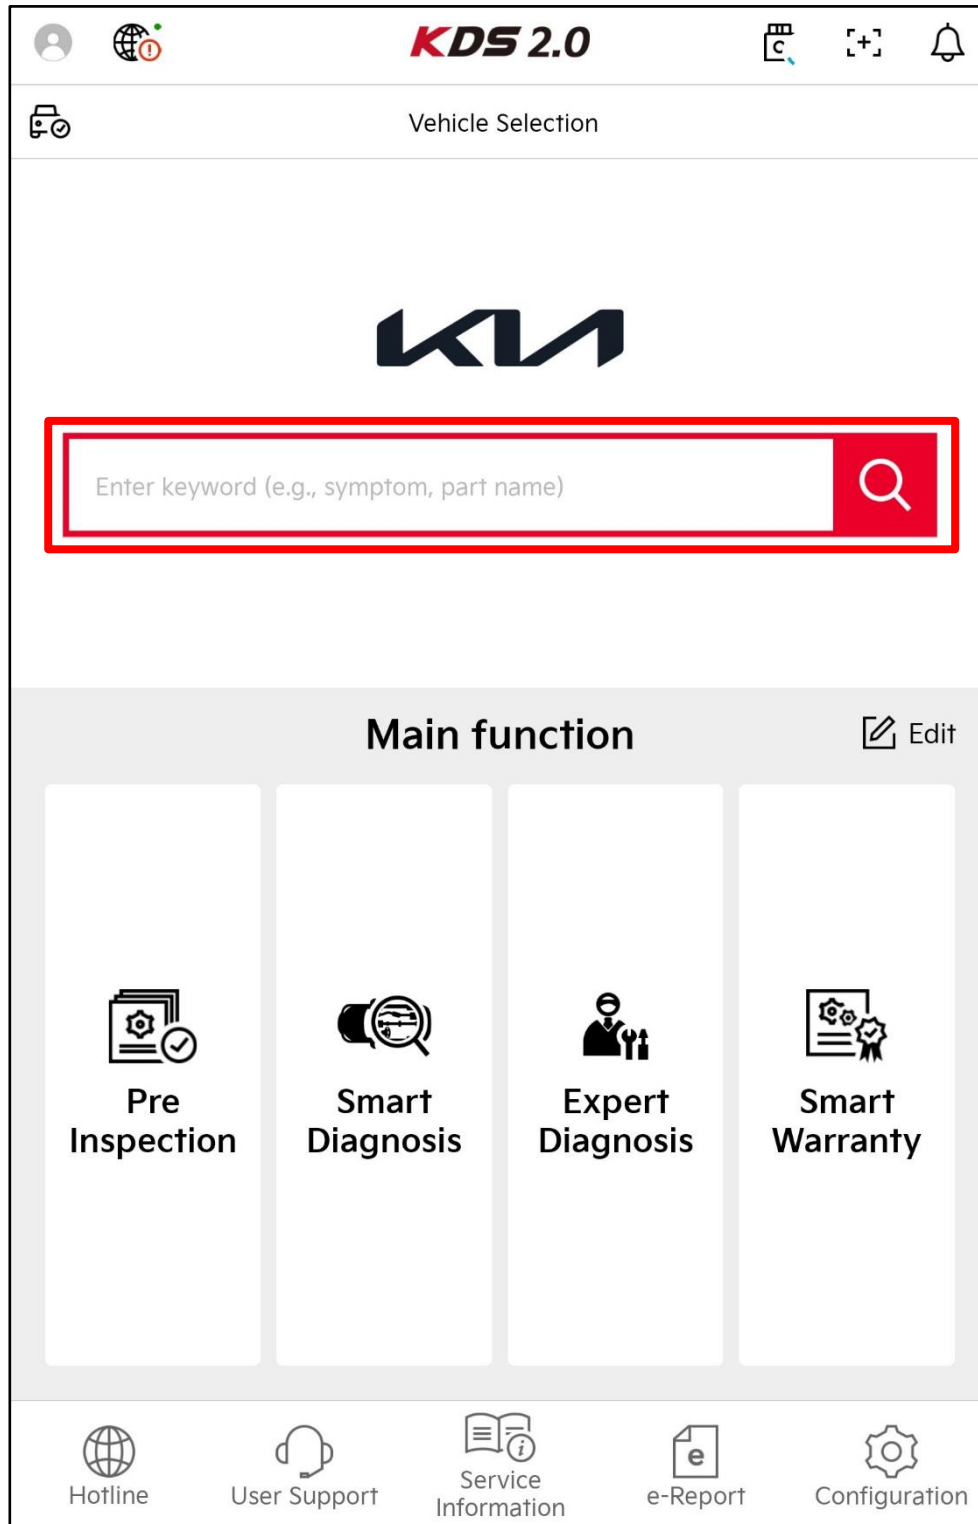 KDS 2.0
Vehicle Selection
KIA
Enter keyword (e.g., symptom, part name)
Main function
Edit
Pre
Inspection
Smart
Diagnosis
Expert
Diagnosis
Smart
Warranty
Hotline
User Support
Service
Information
e-Report
Configuration